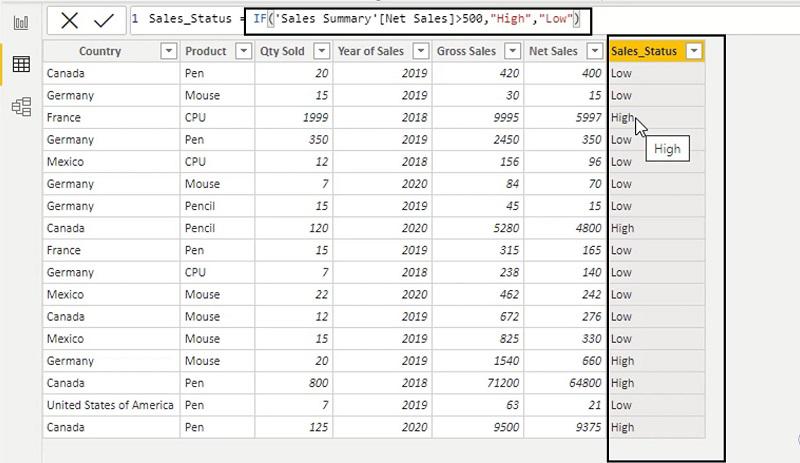 1 Sales_Status = IF('Sales Summary'[Net Sales]>500,"High","Low")
Country Product Qty Sold Year of Sales Gross Sales Net Sales Sales_Status
Canada Pen 20 2019 420 400 Low
Germany Mouse 15 2019 30 15 Low
France CPU 1999 2018 9995 5997 High
Germany Pen 350 2019 2450 350 Low
High
Mexico CPU 12 2018 156 96 Low
Germany Mouse 7 2020 84 70 Low
Germany Pencil 15 2019 45 15 Low
Canada Pencil 120 2020 5280 4800 High
France Pen 15 2019 315 165 Low
Germany CPU 7 2018 238 140 Low
Mexico Mouse 22 2020 462 242 Low
Canada Mouse 12 2019 672 276 Low
Mexico Mouse 15 2019 825 330 Low
Germany Mouse 20 2019 1540 660 High
Canada Pen 800 2018 71200 64800 High
United States of America Pen 7 2019 63 21 Low
Canada Pen 125 2020 9500 9375 High